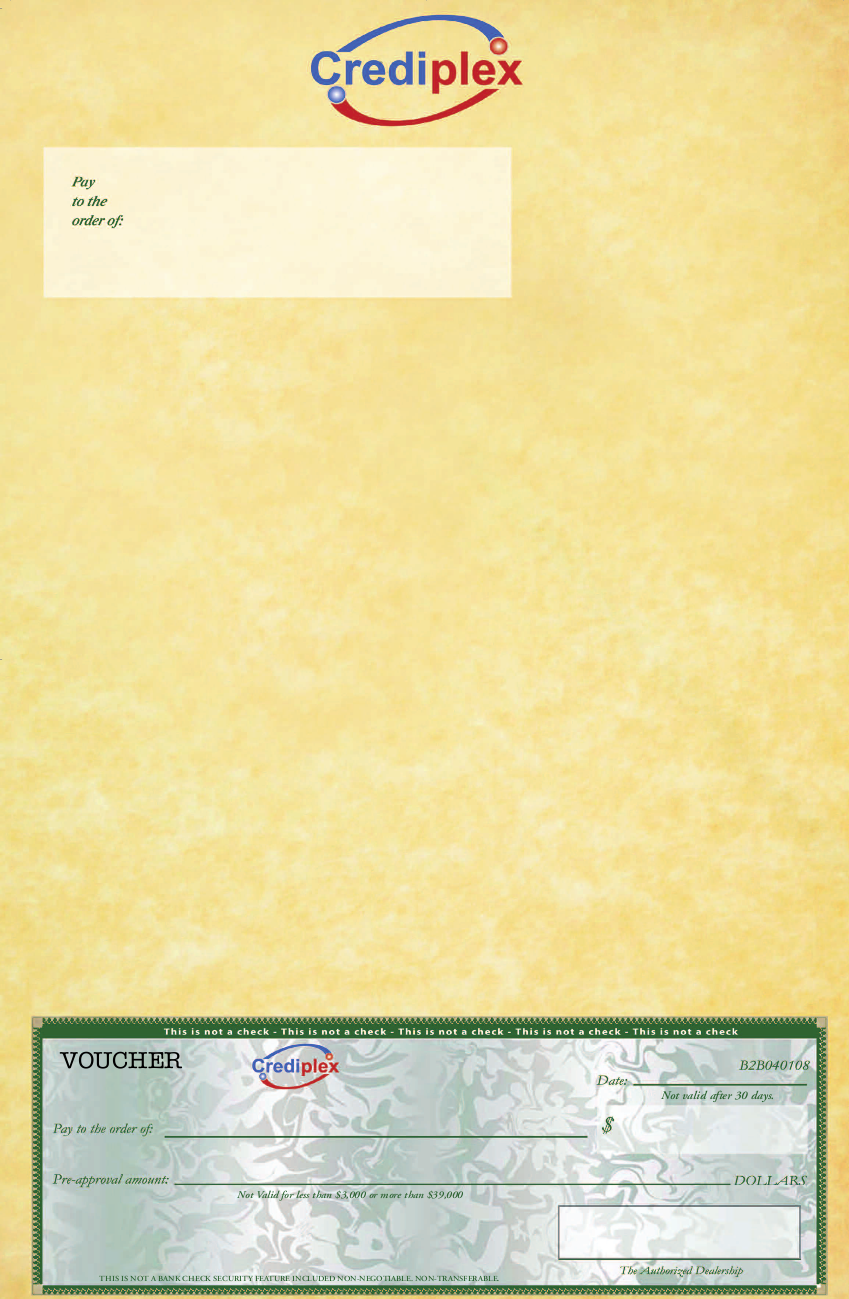 Crediplex
Pay
to the
order of:
This is not a check - This is not a check - This is not a check - This is not a check - This is not a check
VOUCHER
Crediplex
B2B040108
Date:
Not valid after 30 days.
Pay to the order of:
$
Pre-approval amount:
DOLLARS
Not Valid for less than $3,000 or more than $39,000
The Authorized Dealership
THIS IS NOT A BANK CHECK SECURITY FEATURE INCLUDED NON-NEGOTIABLE, NON-TRANSFERABLE.